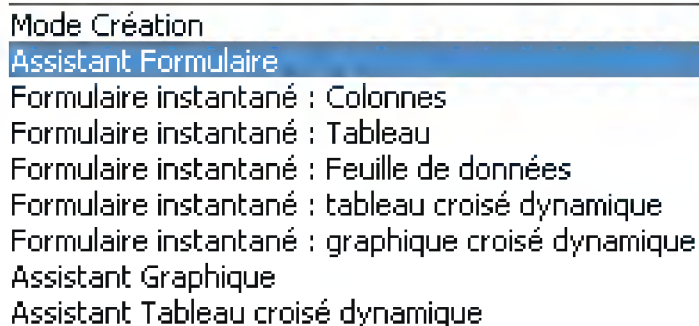 Mode Création
Assistant Formulaire
Formulaire instantané : Colonnes
Formulaire instantané : Tableau
Formulaire instantané : Feuille de données
Formulaire instantané : tableau croisé dynamique
Formulaire instantané : graphique croisé dynamique
Assistant Graphique
Assistant Tableau croisé dynamique